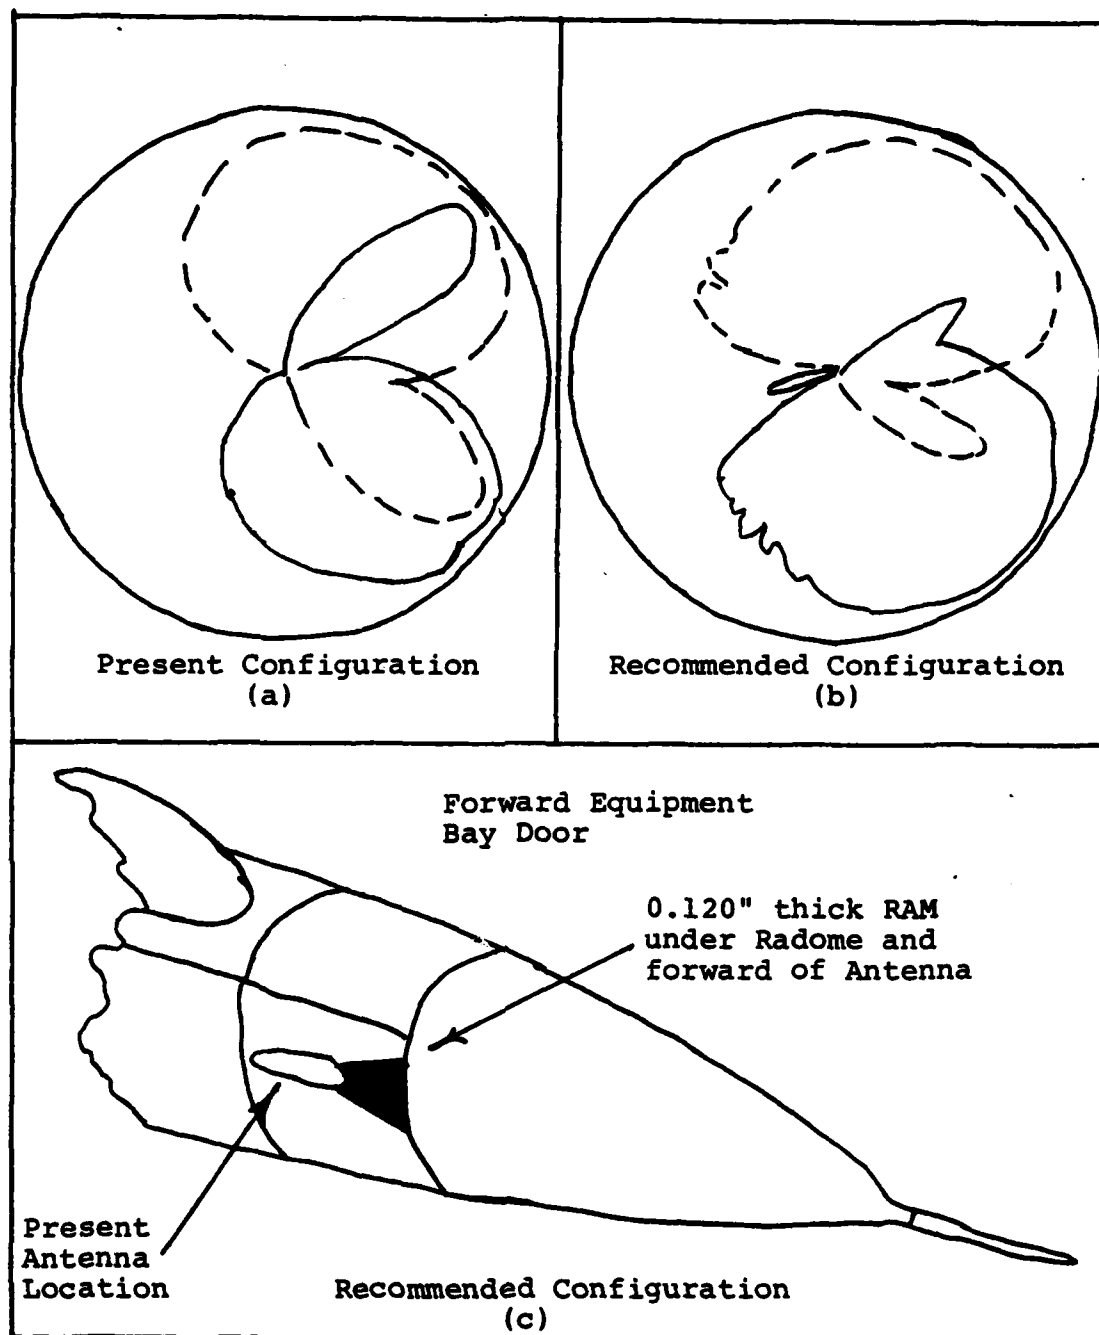 Present Configuration
(a)
Recommended Configuration
(b)
Forward Equipment
Bay Door
0.120" thick RAM
under Radome and
forward of Antenna
Present
Antenna
Location
Recommended Configuration
(c)